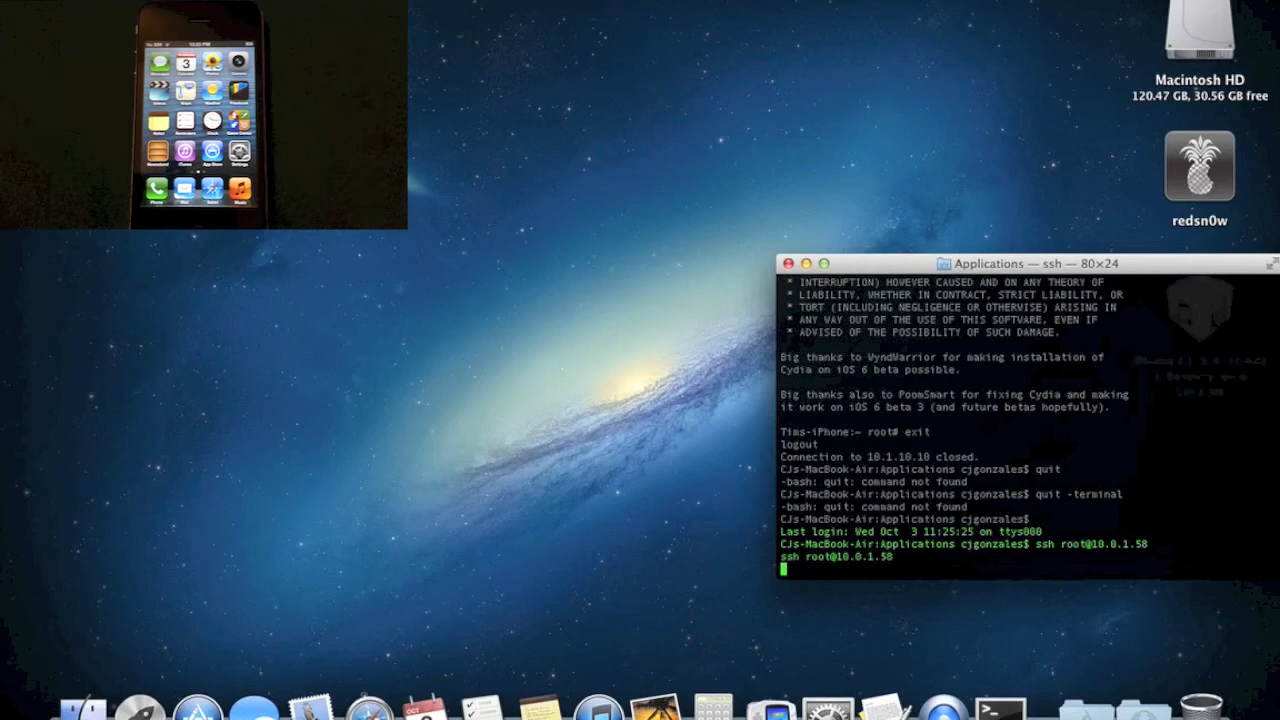 Macintosh HD
120.47 GB, 30.56 GB free
redsn0w
3
Applications — ssh — 80×24
* INTERRUPTION) HOWEVER CAUSED AND ON ANY THEORY OF
* LIABILITY, WHETHER IN CONTRACT, STRICT LIABILITY, OR
* TORT (INCLUDING NEGLIGENCE OR OTHERWISE) ARISING IN
* ANY WAY OUT OF THE USE OF THIS SOFTWARE, EVEN IF
* ADVISED OF THE POSSIBILITY OF SUCH DAMAGE.
Big thanks to WyndWarrior for making installation of
Cydia on iOS 6 beta possible.
Big thanks also to PoomSmart for fixing Cydia and making
it work on iOS 6 beta 3 (and future betas hopefully).
Tims-iPhone:~ root# exit
logout
Connection to 10.1.10.10 closed.
CJs-MacBook-Air:Applications cjgonzales$ quit
-bash: quit: command not found
CJs-MacBook-Air:Applications cjgonzales$ quit -terminal
-bash: quit: command not found
CJs-MacBook-Air:Applications cjgonzales$
Last login: Wed Oct  3 11:25:25 on ttys000
CJs-MacBook-Air:Applications cjgonzales$ ssh root@10.0.1.58
ssh root@10.0.1.58
OCT